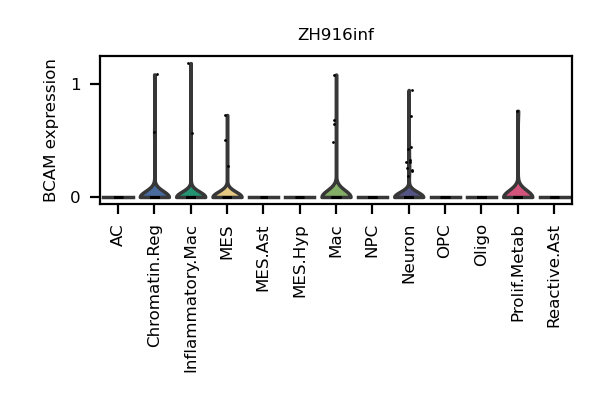 ZH916inf
BCAM expression
1
0
AC
Chromatin.Reg
Inflammatory.Mac
MES
MES.Ast
MES.Hyp
Mac
NPC
Neuron
OPC
Oligo
Prolif.Metab
Reactive.Ast